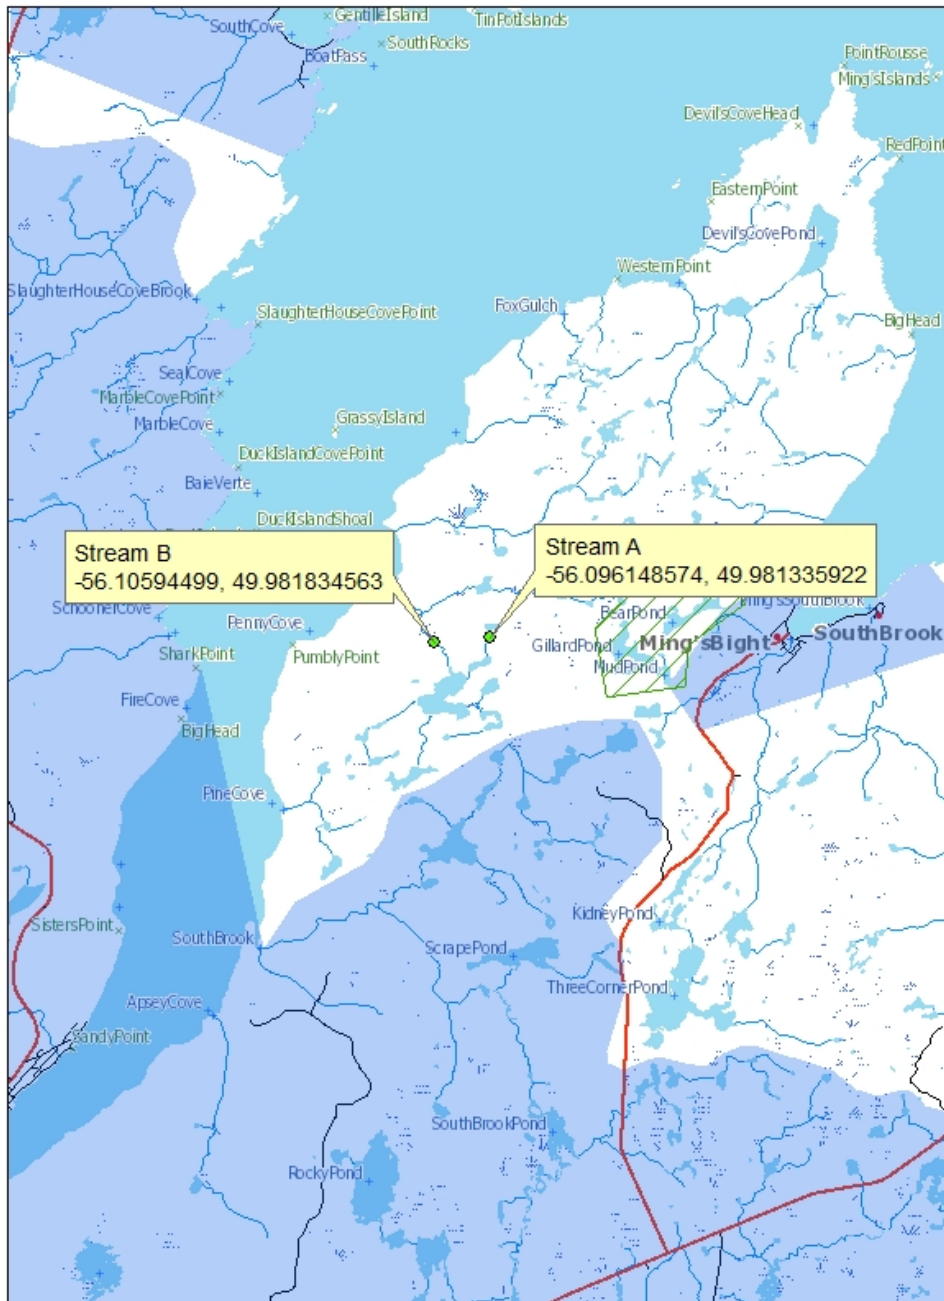 GentilleIsland
TinPotIslands
SouthCove
SouthRocks
BoatPass
PointRousse
Ming'sIslands
Devil'sCoveHead
RedPoint
EasternPoint
Devil'sCovePond
WesternPoint
SlaughterHouseCoveBrook
FoxGulch
SlaughterHouseCovePoint
BigHead
SealCove
MarbleCovePoint
GrassyIsland
MarbleCove
DuckIslandCovePoint
BaieVerte
DuckIslandShoal
Stream B
-56.10594499, 49.981834563
Stream A
-56.096148574, 49.981335922
SchoonerCove
PennyCove
BearPond
Ming'sSouthBrook
SharkPoint
PumblyPoint
GillardPond
Ming'sBight
SouthBrook
MudPond
FireCove
BigHead
PineCove
SistersPoint
SouthBrook
KidneyPond
ScrapePond
ThreeCornerPond
ApseyCove
SandyPoint
SouthBrookPond
RockyPond